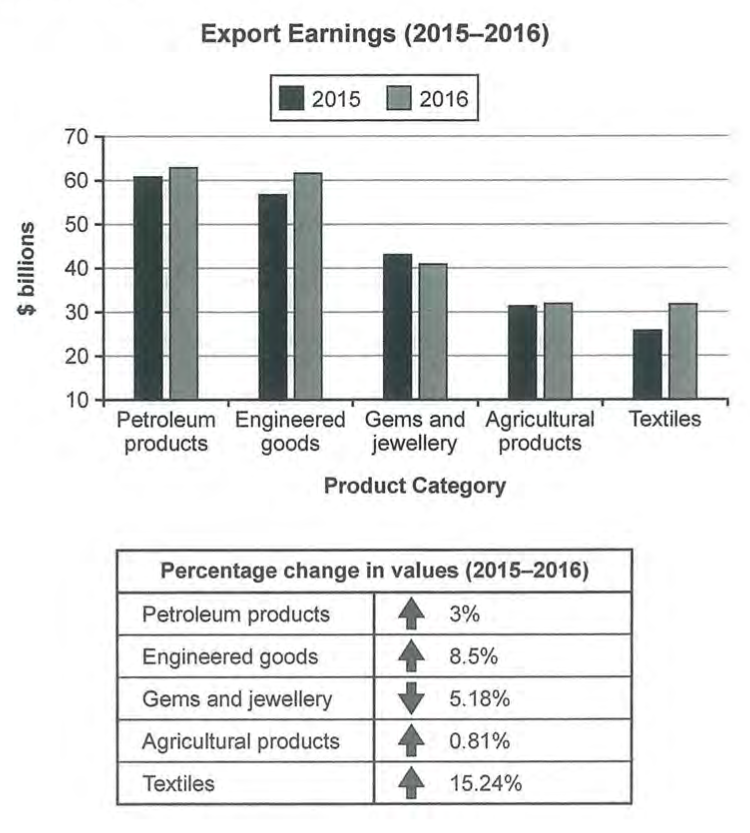 Export Earnings (2015–2016)
2015 2016
70
60
50
40
30
20
10
$ billions
Petroleum products
Engineered goods
Gems and jewellery
Agricultural products
Textiles
Product Category
Percentage change in values (2015–2016)
Petroleum products 3%
Engineered goods 8.5%
Gems and jewellery 5.18%
Agricultural products 0.81%
Textiles 15.24%